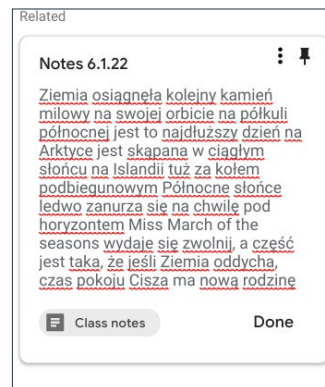 Related
Notes 6.1.22
Ziemia osiągnęła kolejny kamień
milowy na swojej orbicie na półkuli
północnej jest to najdłuższy dzień na
Arktyce jest skąpana w ciągłym
słońcu na Islandii tuż za kołem
podbiegunowym Północne słońce
ledwo zanurza się na chwilę pod
horyzontem Miss March of the
seasons wydaje się zwolnij, a część
jest taka, że jeśli Ziemia oddycha,
czas pokoju Cisza ma nową rodzinę
Class notes
Done